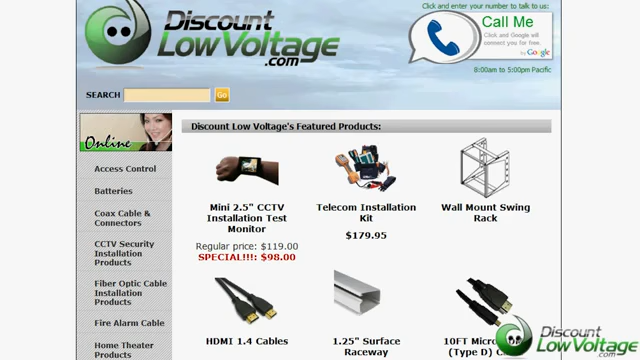 Click and enter your number to talk to us:
Discount
LowVoltage
.com
Call Me
Click and Google will
connect you for free.
by Google
8:00am to 5:00pm Pacific
SEARCH
Go
Online
Discount Low Voltage's Featured Products:
Access Control
Batteries
Coax Cable &
Connectors
CCTV Security
Installation
Products
Fiber Optic Cable
Installation
Products
Fire Alarm Cable
Home Theater
Products
Mini 2.5" CCTV
Installation Test
Monitor
Regular price: $119.00
SPECIAL!!!: $98.00
Telecom Installation
Kit
$179.95
Wall Mount Swing
Rack
HDMI 1.4 Cables
1.25" Surface
Raceway
10FT
(Type D)
Discount
LowVoltage
.com